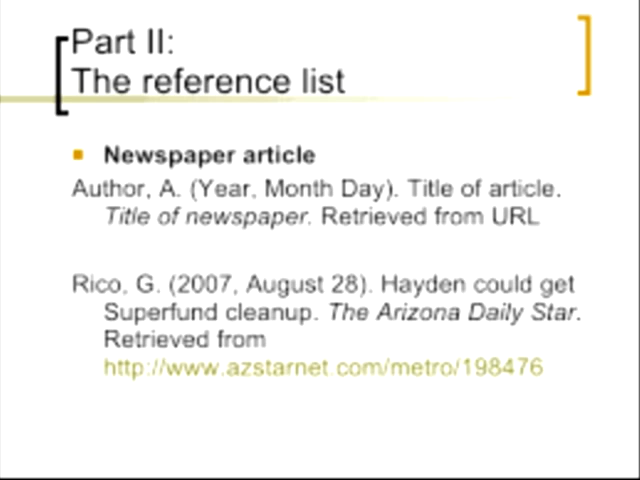 Part II:
The reference list
Newspaper article
Author, A. (Year, Month Day). Title of article.
Title of newspaper. Retrieved from URL
Rico, G. (2007, August 28). Hayden could get
Superfund cleanup. The Arizona Daily Star.
Retrieved from
http://www.azstarnet.com/metro/198476